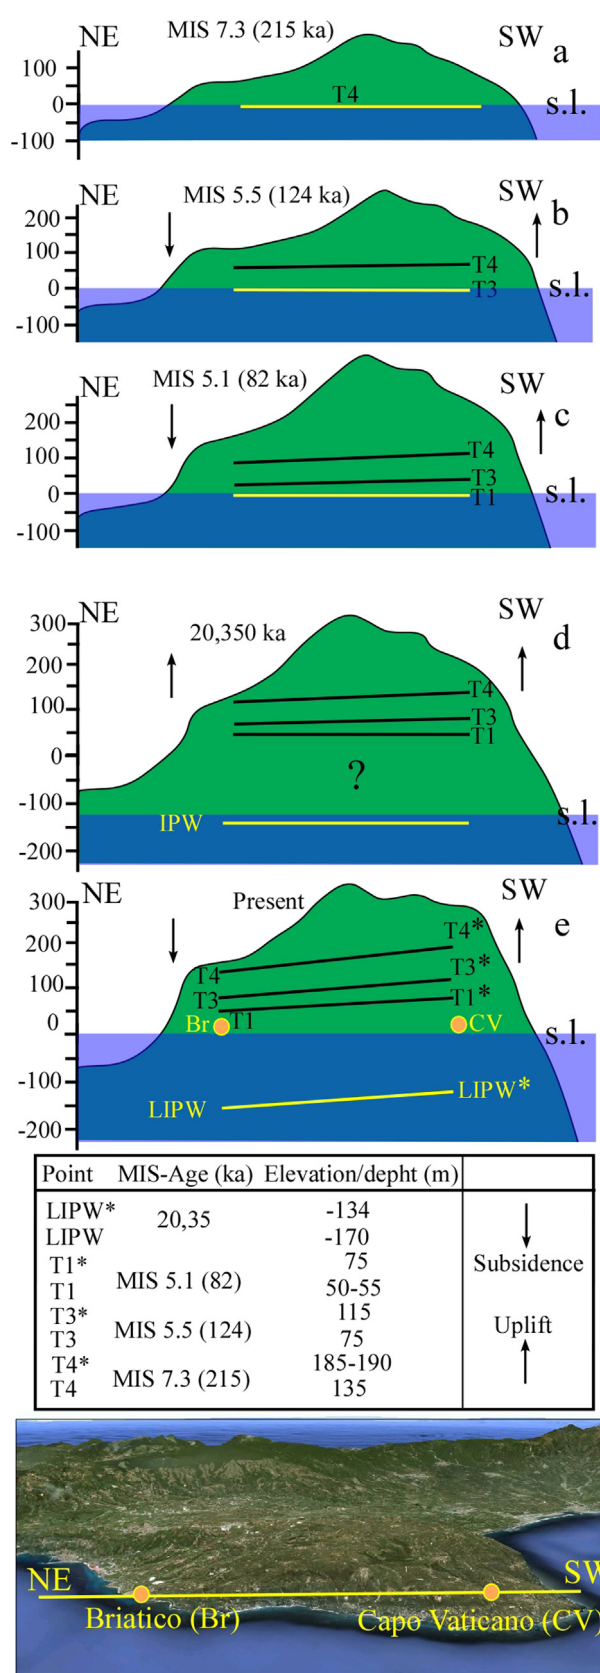 NE MIS 7.3 (215 ka) SW a
100
T4
0 s.l.
-100
NE MIS 5.5 (124 ka) SW b
200
100
T4
0 T3 s.l.
-100
NE MIS 5.1 (82 ka) SW c
200
T4
100
T3
0 T1 s.l.
-100
NE SW
300
20,350 ka d
200
T4
100
T3
T1
0
?
-100
s.l.
IPW
-200
NE SW
300 Present e
T4*
200
T4 T3*
100
T3 T1*
0 Br T1 CV s.l.
-100
LIPW*
LIPW
-200
Point MIS-Age (ka) Elevation/depht (m)
LIPW* -134
20,35
LIPW -170
T1* 75
MIS 5.1 (82) Subsidence
T1 50-55
T3* 115
MIS 5.5 (124) Uplift
T3 75
T4* 185-190
MIS 7.3 (215)
T4 135
NE SW
Briatico (Br) Capo Vaticano (CV)